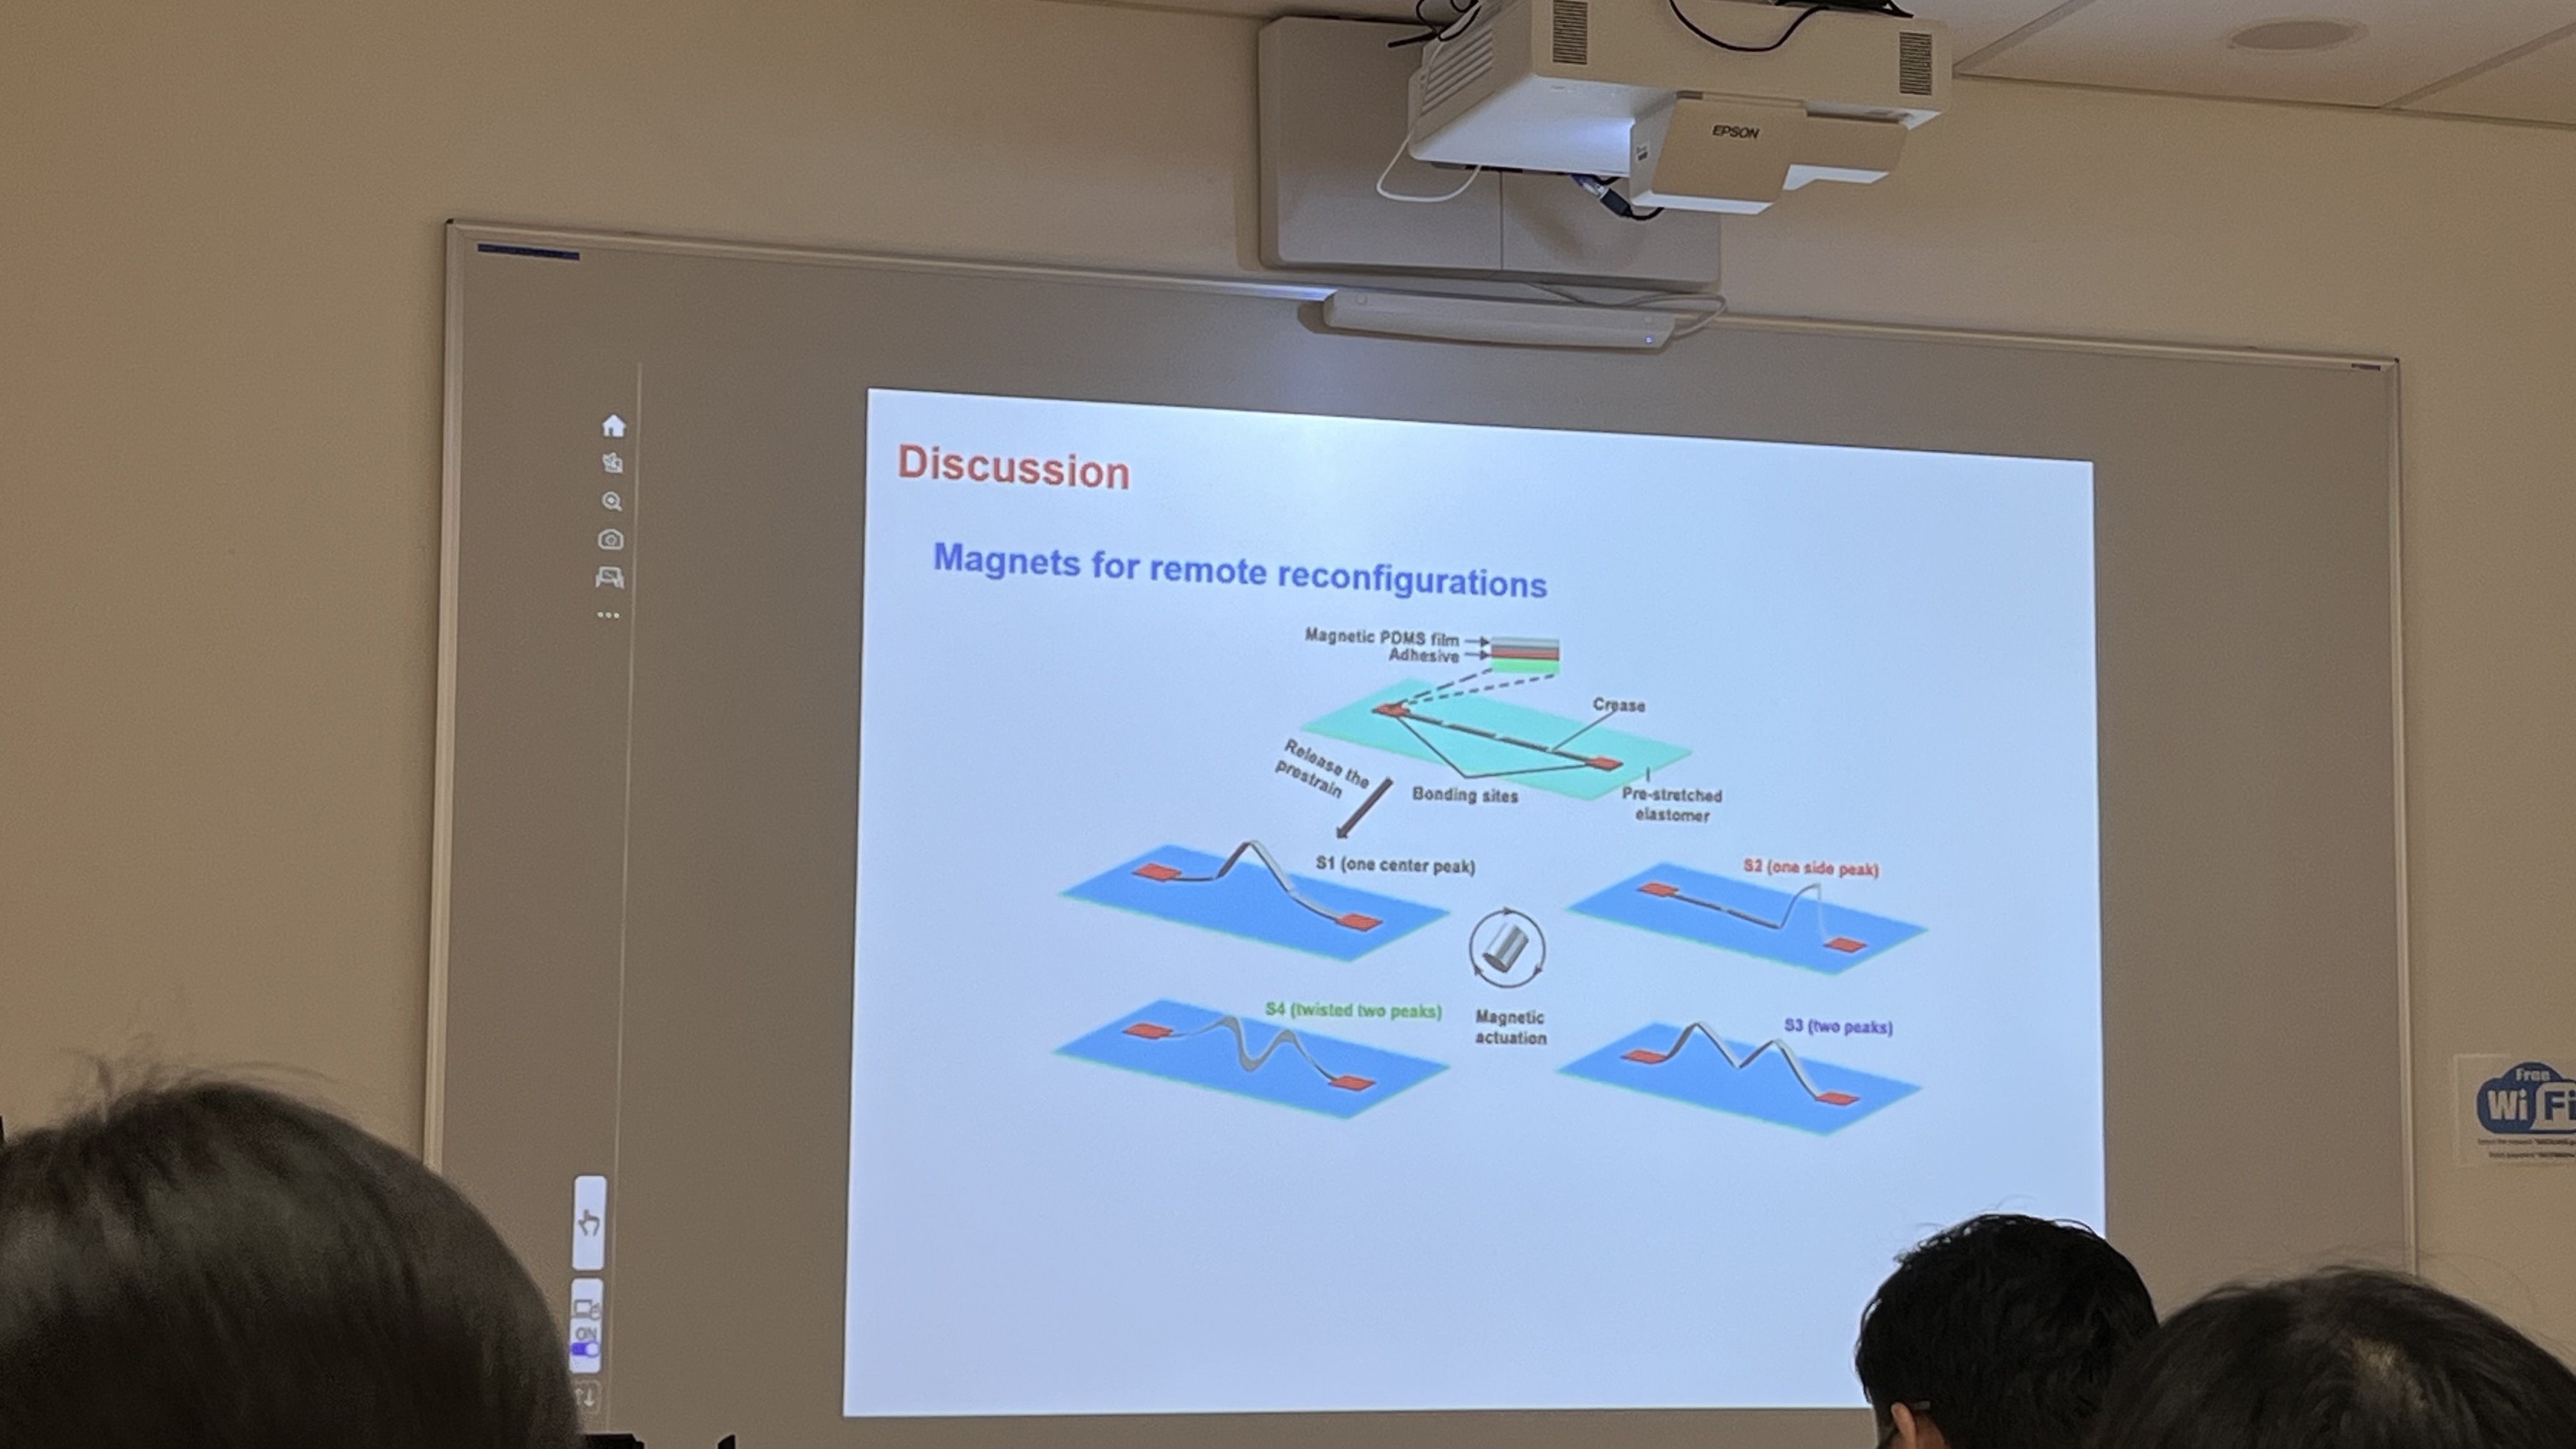 EPSON
Discussion
Magnets for remote reconfigurations
Magnetic PDMS film
Adhesive
Crease
Release the
prestrain
Bonding sites
Pre-stretched
elastomer
S1 (one center peak)
S2 (one side peak)
S4 (twisted two peaks)
Magnetic
actuation
S3 (two peaks)
Free
Wi Fi
ON